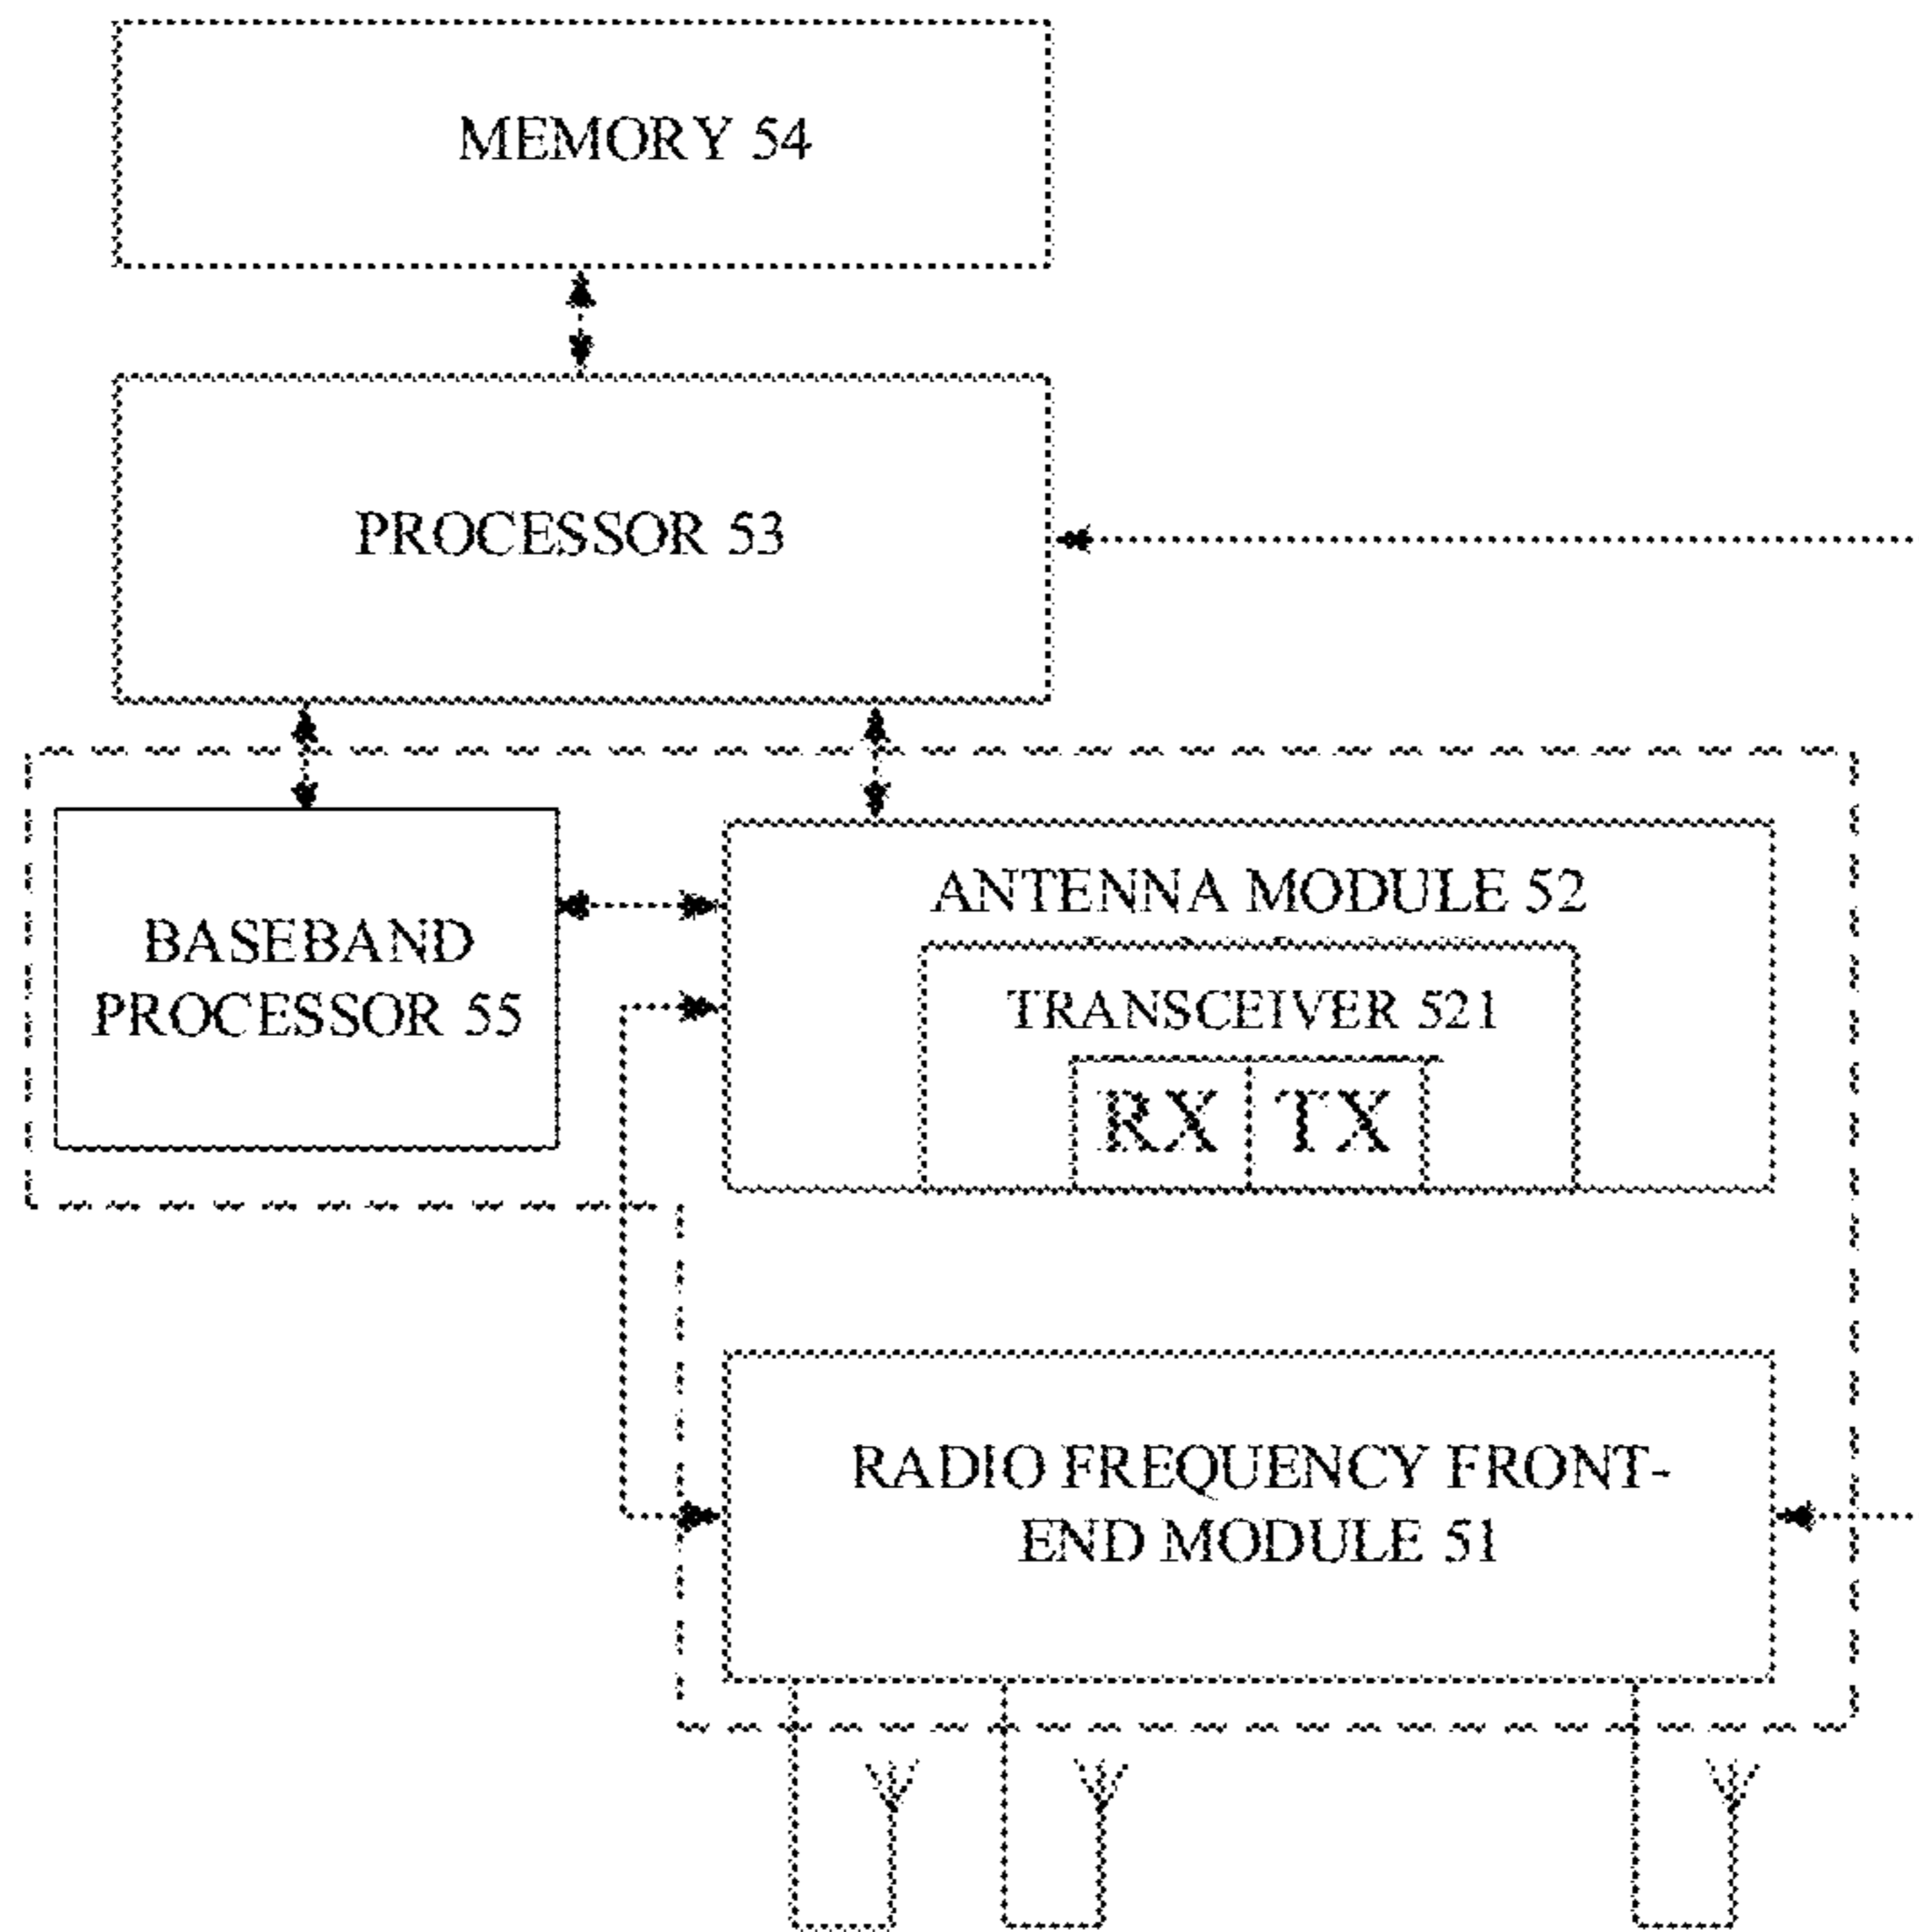 MEMORY 54
PROCESSOR 53
BASEBAND
PROCESSOR 55
ANTENNA MODULE 52
TRANSCEIVER 521
RX TX
RADIO FREQUENCY FRONT-
END MODULE 51